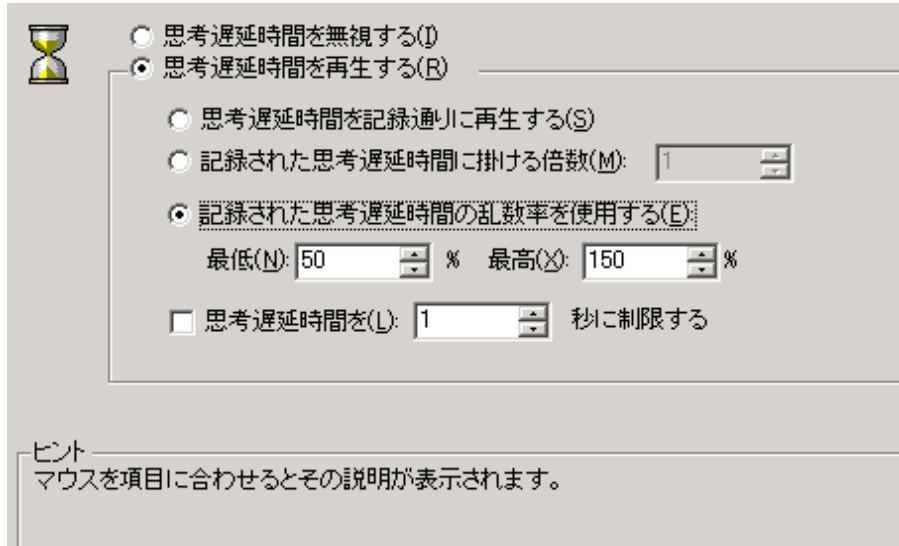 思考遅延時間を無視する(I)
思考遅延時間を再生する(R)
思考遅延時間を記録通りに再生する(S)
記録された思考遅延時間に掛ける倍数(M): 1
記録された思考遅延時間の乱数率を使用する(E):
最低(N): 50 % 最高(X): 150 %
思考遅延時間を(L): 1 秒に制限する
ヒント
マウスを項目に合わせるとその説明が表示されます。